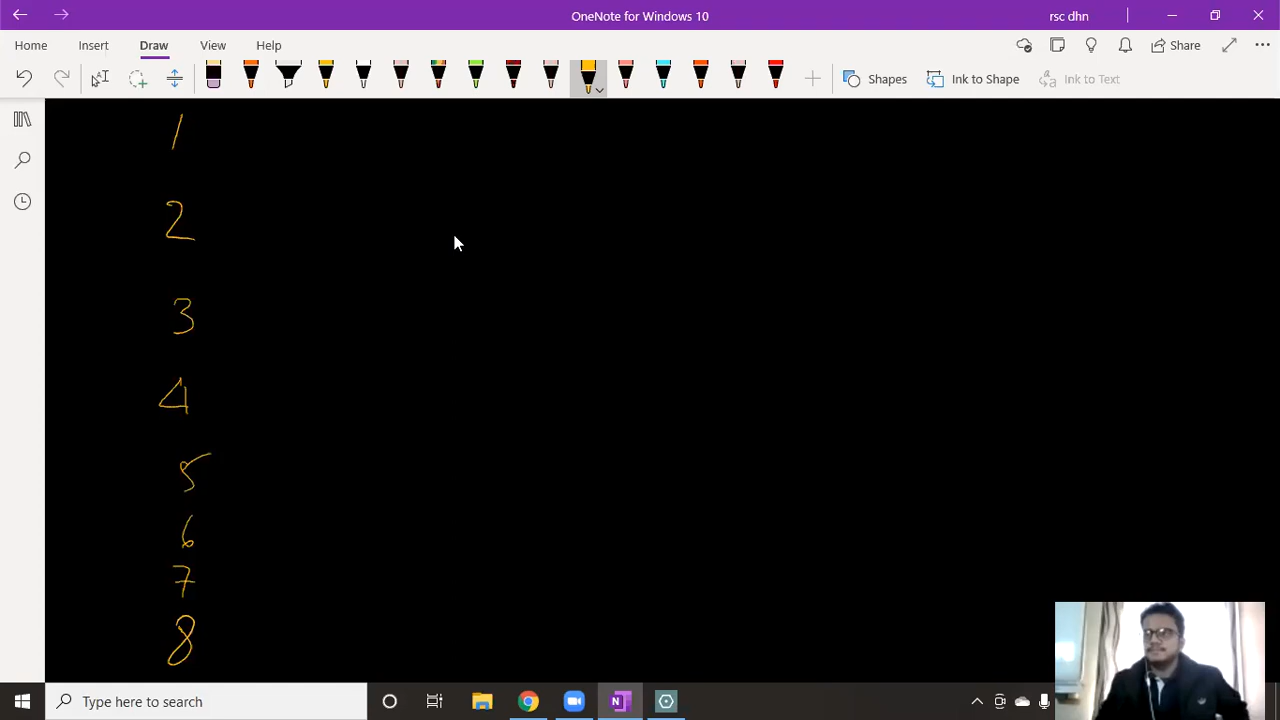 OneNote for Windows 10
rsc dhn
Home Insert Draw View Help
Share
Shapes
Ink to Shape
Ink to Text
1
2
3
4
5
6
7
8
Type here to search